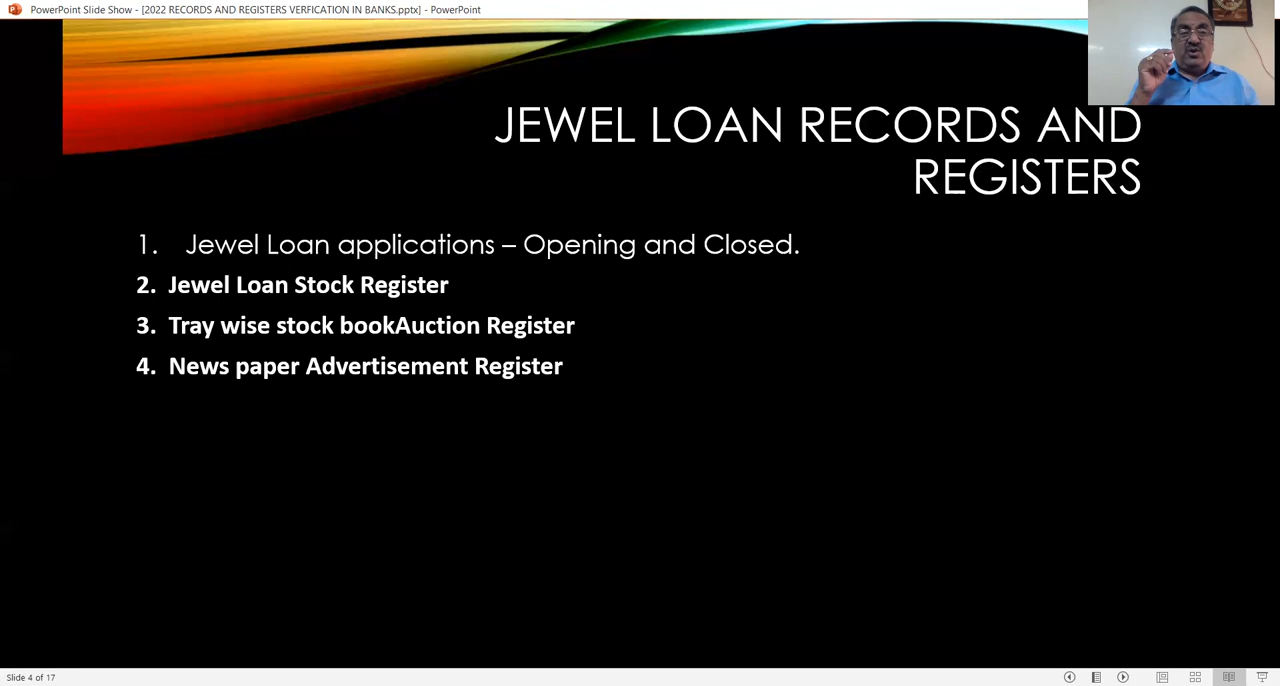 PowerPoint Slide Show - [2022 RECORDS AND REGISTERS VERFICATION IN BANKS.pptx] - PowerPoint
JEWEL LOAN RECORDS AND
REGISTERS
1. Jewel Loan applications – Opening and Closed.
2. Jewel Loan Stock Register
3. Tray wise stock bookAuction Register
4. News paper Advertisement Register
Slide 4 of 17